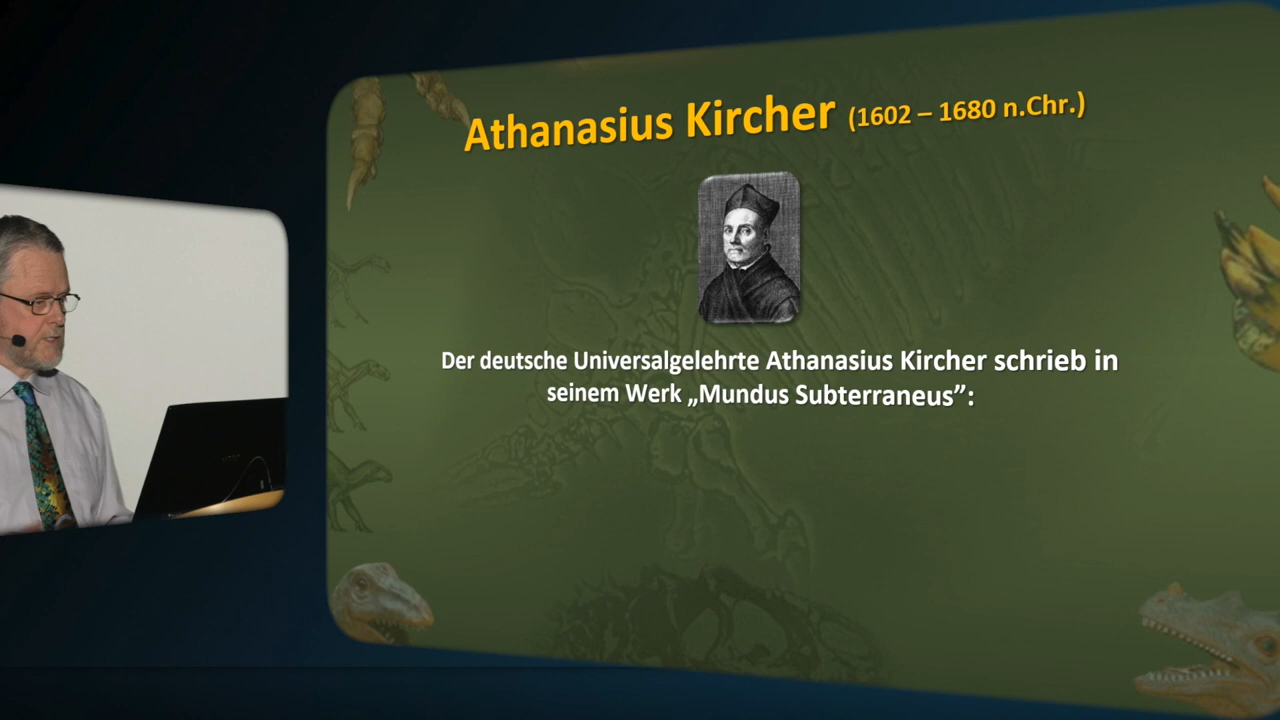 Athanasius Kircher (1602 – 1680 n.Chr.)
Der deutsche Universalgelehrte Athanasius Kircher schrieb in
seinem Werk „Mundus Subterraneus”: